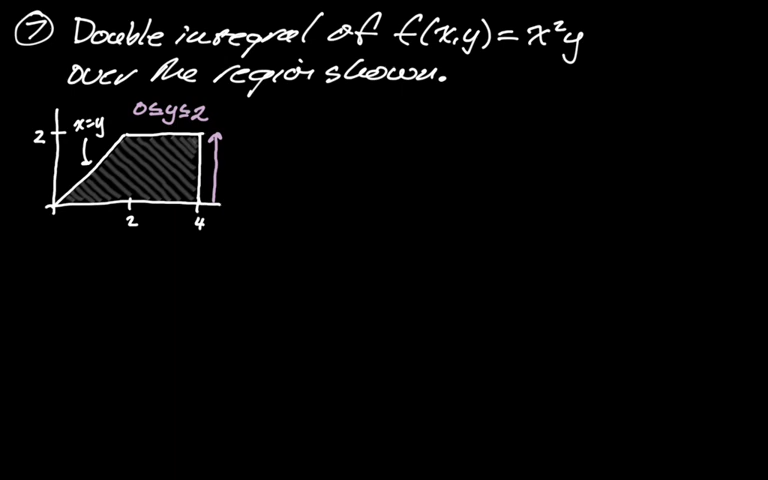 ⑦ Double integral of f(x,y) = x²y
over the region shown.
0≤y≤2
x=y
2
2
4